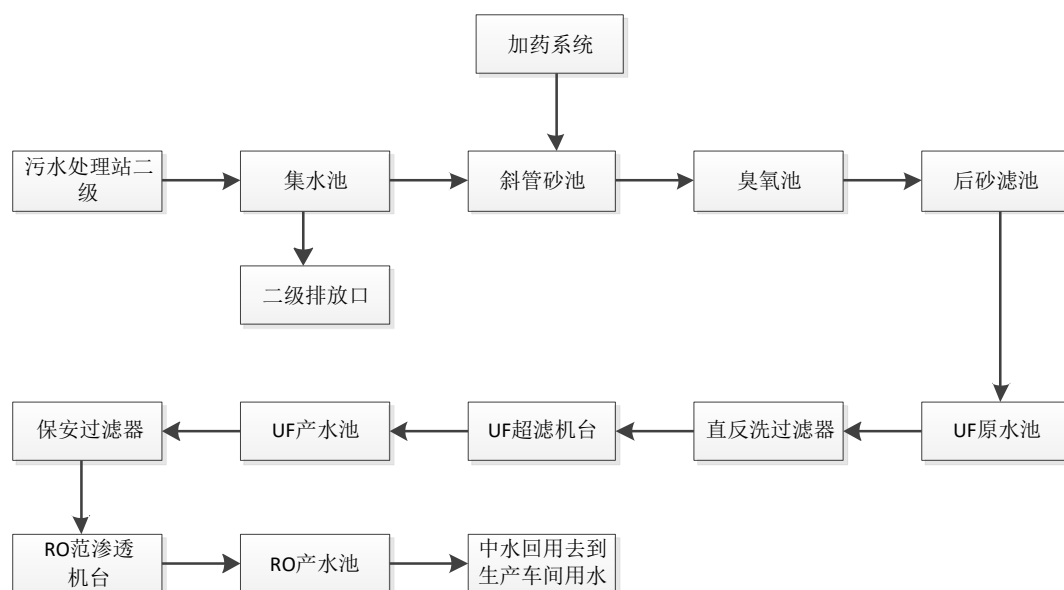 加药系统
污水处理站二
级
集水池
斜管砂池
臭氧池
后砂滤池
二级排放口
保安过滤器
UF产水池
UF超滤机台
直反洗过滤器
UF原水池
RO范渗透
机台
RO产水池
中水回用去到
生产车间用水